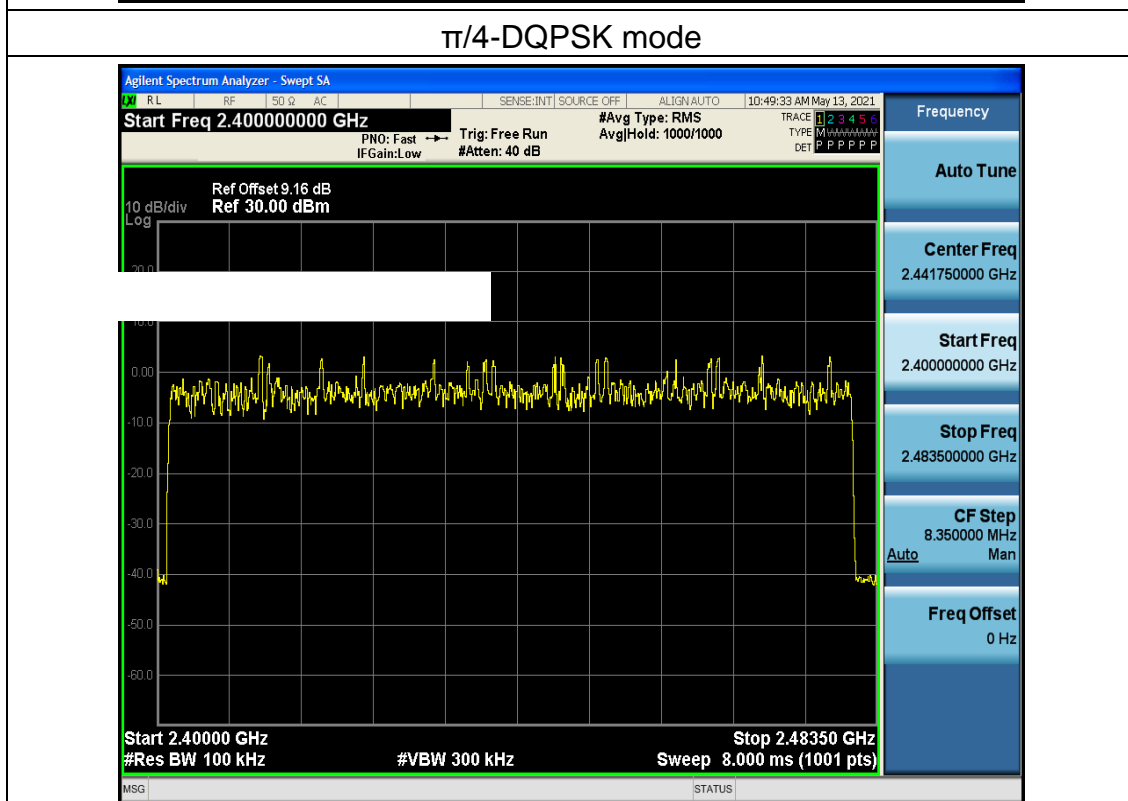 π/4-DQPSK mode
Agilent Spectrum Analyzer - Swept SA
LXI RL RF 50 Ω AC SENSE:INT SOURCE OFF ALIGN AUTO 10:49:33 AM May 13, 2021
Start Freq 2.400000000 GHz
#Avg Type: RMS
TRACE 1 2 3 4 5 6
PNO: Fast
Trig: Free Run
Avg|Hold: 1000/1000
TYPE M
IFGain:Low
#Atten: 40 dB
DET P P P P P P
Frequency
Ref Offset 9.16 dB
10 dB/div Ref 30.00 dBm
Log
0.00
-10.0
-20.0
-30.0
-40.0
-50.0
-60.0
Start 2.40000 GHz Stop 2.48350 GHz
#Res BW 100 kHz #VBW 300 kHz Sweep 8.000 ms (1001 pts)
Auto Tune
Center Freq
2.441750000 GHz
Start Freq
2.400000000 GHz
Stop Freq
2.483500000 GHz
CF Step
8.350000 MHz
Auto Man
Freq Offset
0 Hz
MSG STATUS